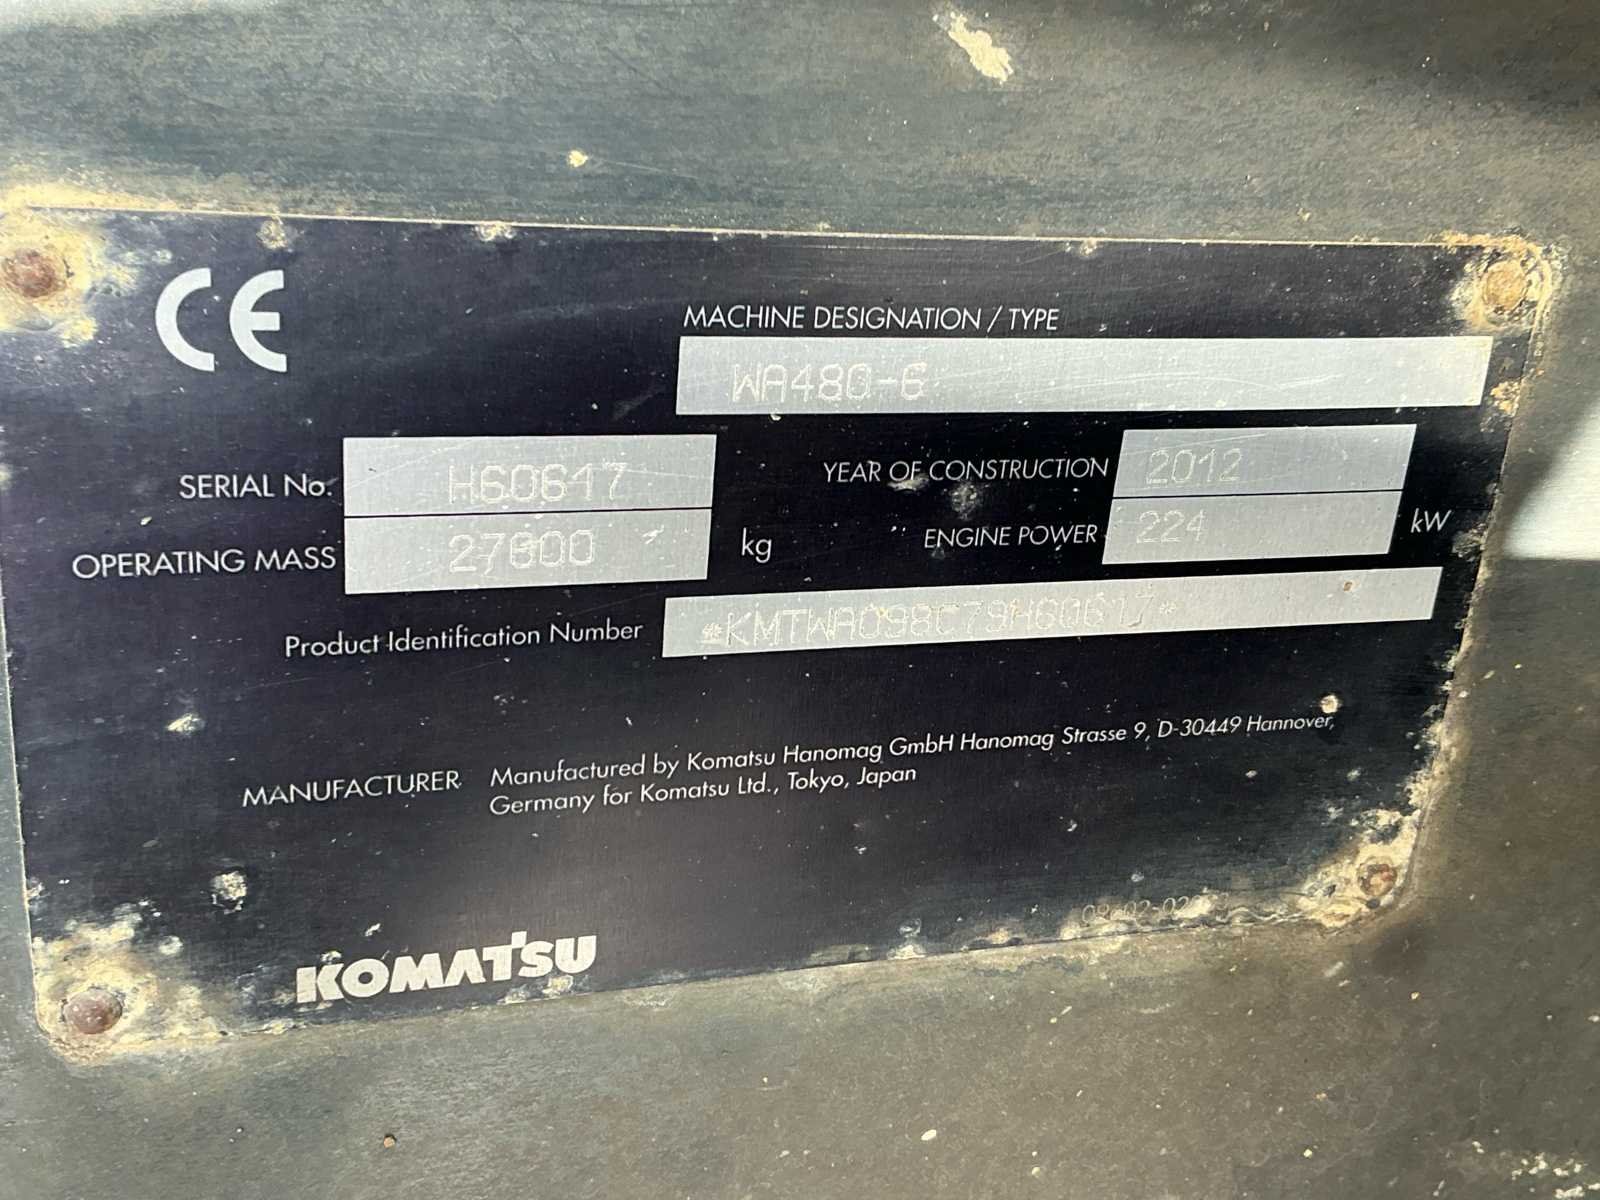 CE
MACHINE DESIGNATION / TYPE
WA480-6
SERIAL No. H60617
YEAR OF CONSTRUCTION 2012
OPERATING MASS kg
ENGINE POWER 224 kW
Product Identification Number *KMTWA098C79H60617*
MANUFACTURER Manufactured by Komatsu Hanomag GmbH Hanomag Strasse 9, D-30449 Hannover,
Germany for Komatsu Ltd., Tokyo, Japan
KOMATSU